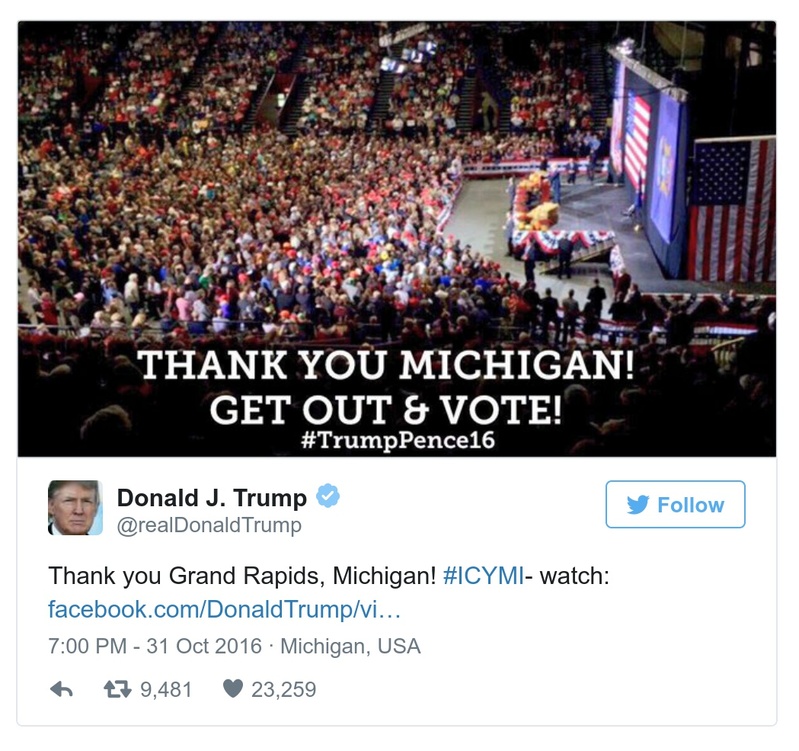 THANK YOU MICHIGAN!
GET OUT & VOTE!
#TrumpPence16
Donald J. Trump
@realDonaldTrump
Follow
Thank you Grand Rapids, Michigan! #ICYMI- watch:
facebook.com/DonaldTrump/vi…
7:00 PM - 31 Oct 2016 · Michigan, USA
9,481 23,259